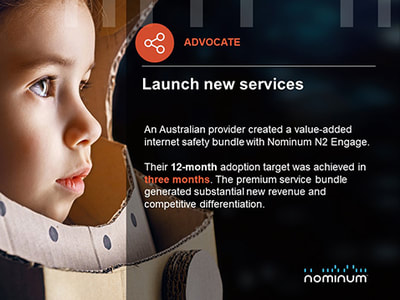 ADVOCATE
Launch new services
An Australian provider created a value-added
internet safety bundle with Nominum N2 Engage.
Their 12-month adoption target was achieved in
three months. The premium service bundle
generated substantial new revenue and
competitive differentiation.
nominum